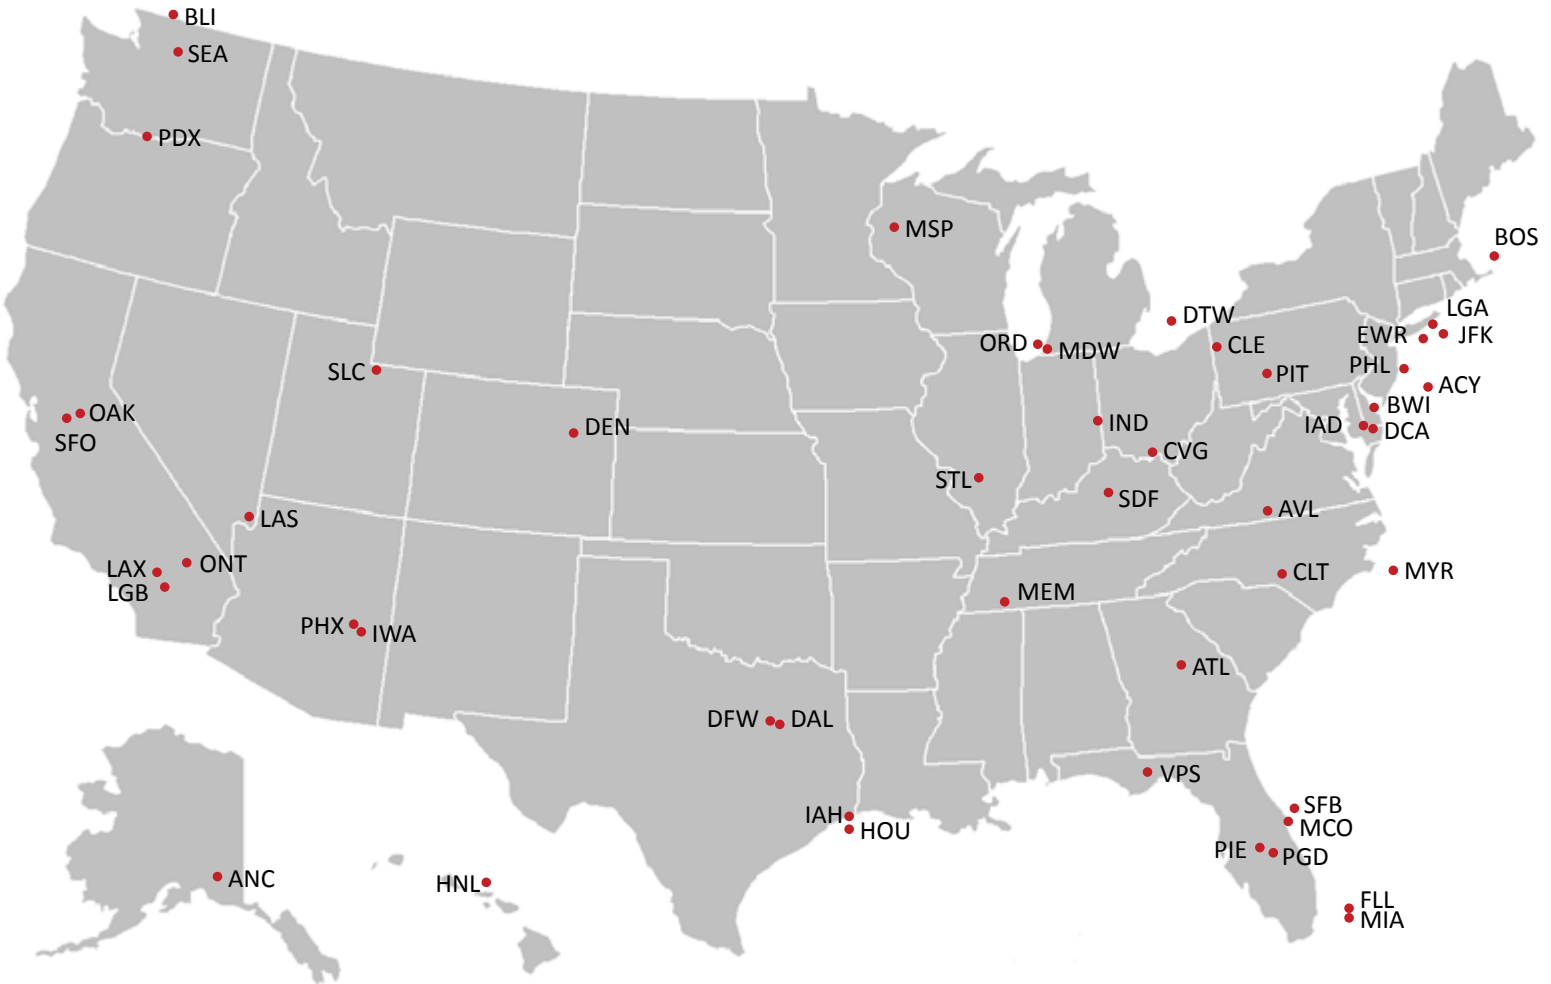 BLI
SEA
PDX
MSP
BOS
LGA
DTW
EWR
JFK
ORD
MDW
CLE
PHL
SLC
PIT
ACY
OAK
BWI
SFO
DEN
IND
IAD
DCA
CVG
STL
SDF
LAS
AVL
LAX
ONT
CLT
MYR
LGB
MEM
PHX
IWA
ATL
DFW
DAL
VPS
IAH
SFB
HOU
MCO
PIE
PGD
ANC
HNL
FLL
MIA